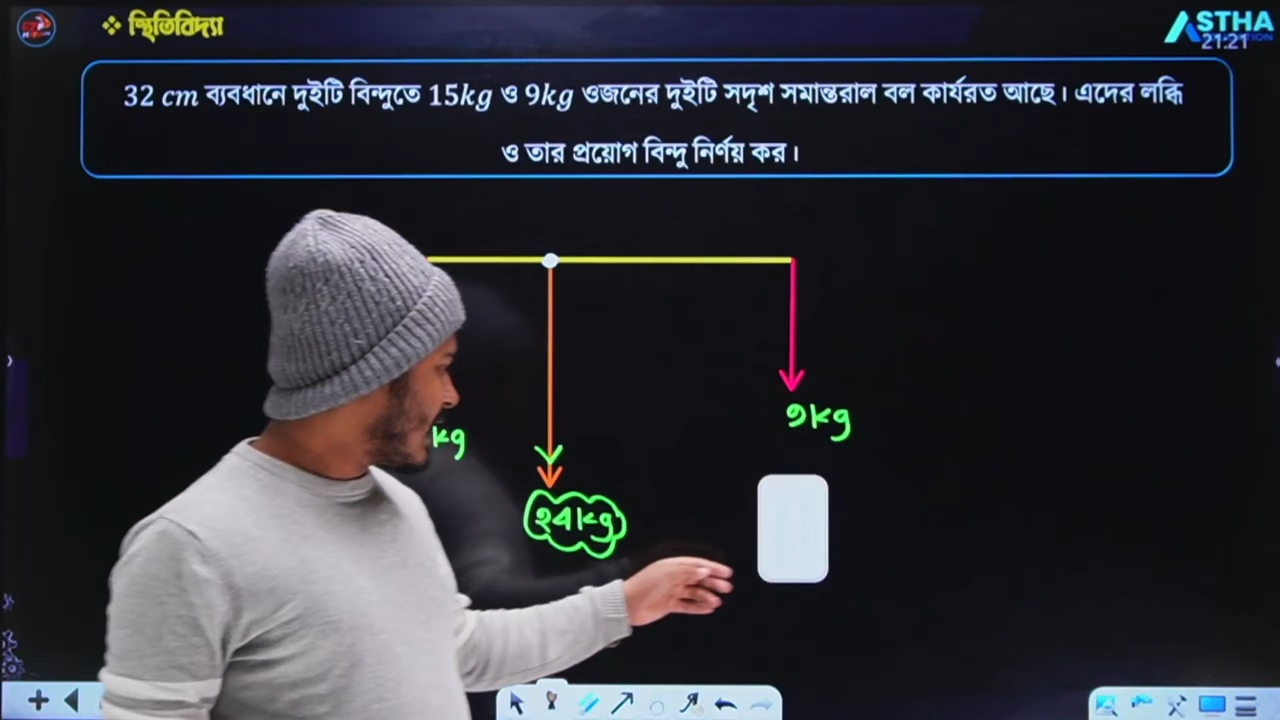 ❖ স্থিতিবিদ্যা
ASTHA
21:21
32 cm ব্যবধানে দুইটি বিন্দুতে 15kg ও 9kg ওজনের দুইটি সদৃশ সমান্তরাল বল কার্যরত আছে। এদের লব্ধি
ও তার প্রয়োগ বিন্দু নির্ণয় কর।
9kg
kg
24kg